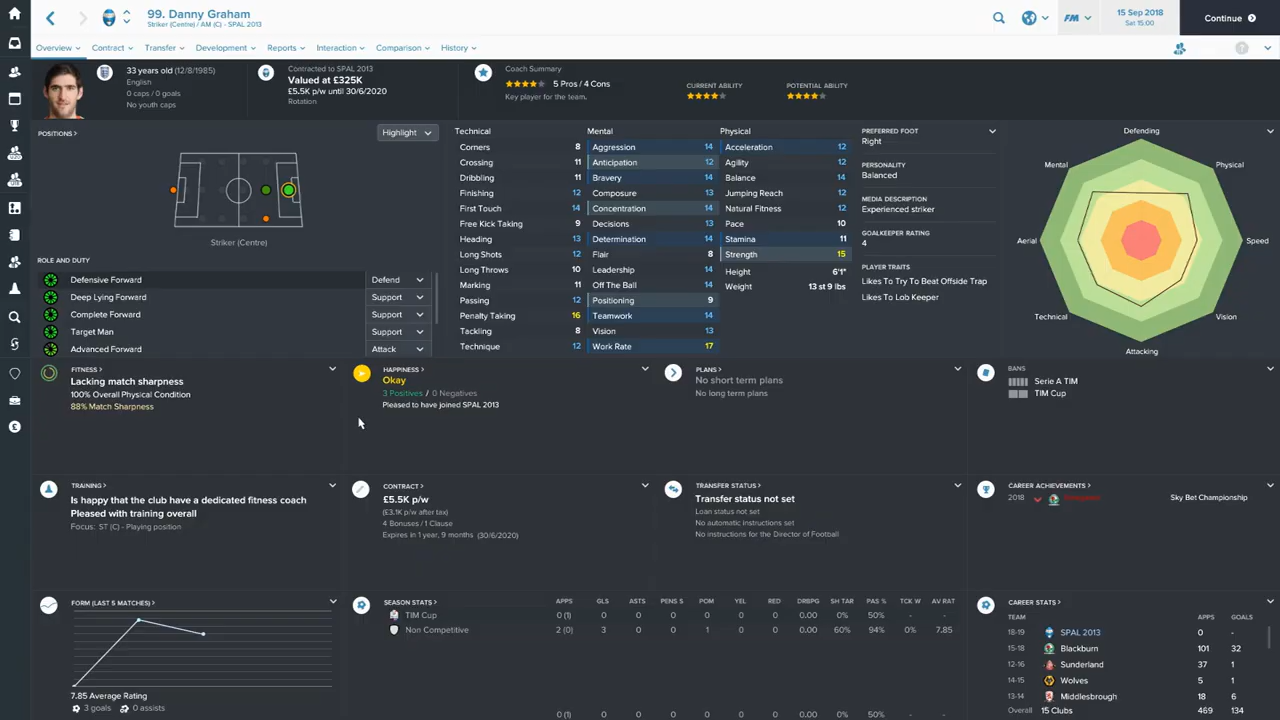 99. Danny Graham
Striker (Centre) / AM (C) - SPAL 2013
FM
15 Sep 2018
Sat 15:00
Continue
Overview
Contract
Transfer
Development
Reports
Interaction
Comparison
History
33 years old (12/8/1985)
English
0 caps / 0 goals
No youth caps
Contracted to SPAL 2013
Valued at £325K
£5.5K p/w until 30/6/2020
Rotation
Coach Summary
5 Pros / 4 Cons
Key player for the team.
CURRENT ABILITY
POTENTIAL ABILITY
POSITIONS >
Highlight
Striker (Centre)
ROLE AND DUTY
Defensive Forward Defend
Deep Lying Forward Support
Complete Forward Support
Target Man Support
Advanced Forward Attack
Technical
Corners 8
Crossing 11
Dribbling 11
Finishing 12
First Touch 14
Free Kick Taking 9
Heading 13
Long Shots 12
Long Throws 10
Marking 11
Passing 12
Penalty Taking 16
Tackling 8
Technique 12
Mental
Aggression 14
Anticipation 12
Bravery 14
Composure 13
Concentration 14
Decisions 13
Determination 14
Flair 8
Leadership 14
Off The Ball 14
Positioning 9
Teamwork 14
Vision 13
Work Rate 17
Physical
Acceleration 12
Agility 12
Balance 14
Jumping Reach 12
Natural Fitness 12
Pace 10
Stamina 11
Strength 15
Height 6'1"
Weight 13 st 9 lbs
PREFERRED FOOT
Right
PERSONALITY
Balanced
MEDIA DESCRIPTION
Experienced striker
GOALKEEPER RATING
4
PLAYER TRAITS
Likes To Try To Beat Offside Trap
Likes To Lob Keeper
Defending
Physical
Speed
Vision
Attacking
Technical
Aerial
Mental
FITNESS >
Lacking match sharpness
100% Overall Physical Condition
88% Match Sharpness
HAPPINESS >
Okay
3 Positives / 0 Negatives
Pleased to have joined SPAL 2013
PLANS >
No short term plans
No long term plans
BANS
Serie A TIM
TIM Cup
TRAINING >
Is happy that the club have a dedicated fitness coach
Pleased with training overall
Focus: ST (C) - Playing position
CONTRACT >
£5.5K p/w
(£3.1K p/w after tax)
4 Bonuses / 1 Clause
Expires in 1 year, 9 months (30/6/2020)
TRANSFER STATUS >
Transfer status not set
Loan status not set
No automatic instructions set
No instructions for the Director of Football
CAREER ACHIEVEMENTS >
2018 Sky Bet Championship
FORM (LAST 5 MATCHES) >
7.85 Average Rating
3 goals 0 assists
SEASON STATS > APPS GLS ASTS PENS S POM YEL RED DRBPG SH TAR PAS % TCK W AV RAT
TIM Cup 0 (1) 0 0 0 0 0 0 0.00 0% 50% - -
Non Competitive 2 (0) 3 0 0 1 0 0 0.00 60% 94% 0% 7.85
0 (1) 0 0 0 0 0 0 0.00 0% 50% - -
CAREER STATS >
TEAM APPS GOALS
18-19 SPAL 2013 0 -
15-18 Blackburn 101 32
12-16 Sunderland 37 1
14-15 Wolves 5 1
13-14 Middlesbrough 18 6
Overall 15 Clubs 469 134